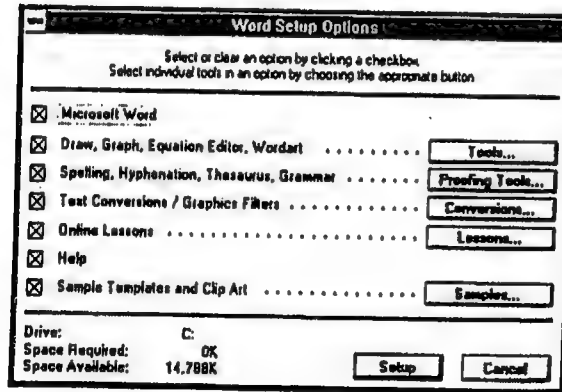 Word Setup Options
Select or clear an option by clicking a checkbox.
Select individual tools in an option by choosing the appropriate button
Microsoft Word
Draw, Graph, Equation Editor, Wordart . . . . . . . . Tools...
Spelling, Hyphenation, Thesaurus, Grammar . . . . . . . Proofing Tools...
Text Conversions / Graphics Filters . . . . . . . . . . . Conversions...
Online Lessons . . . . . . . . . . . . . . . . . . . . . Lessons...
Help
Sample Templates and Clip Art . . . . . . . . . . . . . Samples...
Drive: C:
Space Required: 0K
Space Available: 14,788K
Setup Cancel